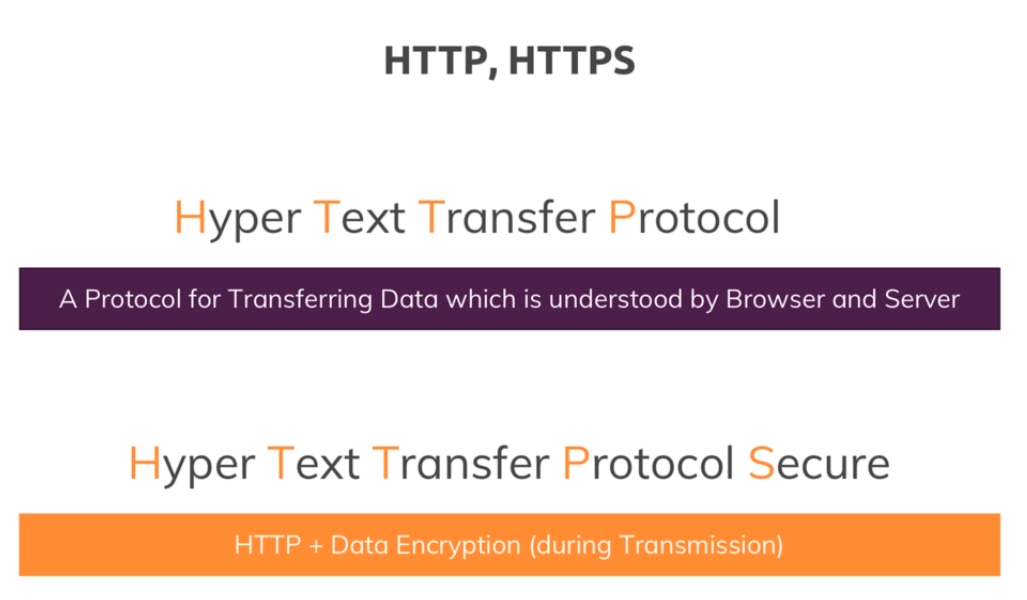 HTTP, HTTPS
Hyper Text Transfer Protocol
A Protocol for Transferring Data which is understood by Browser and Server
Hyper Text Transfer Protocol Secure
HTTP + Data Encryption (during Transmission)